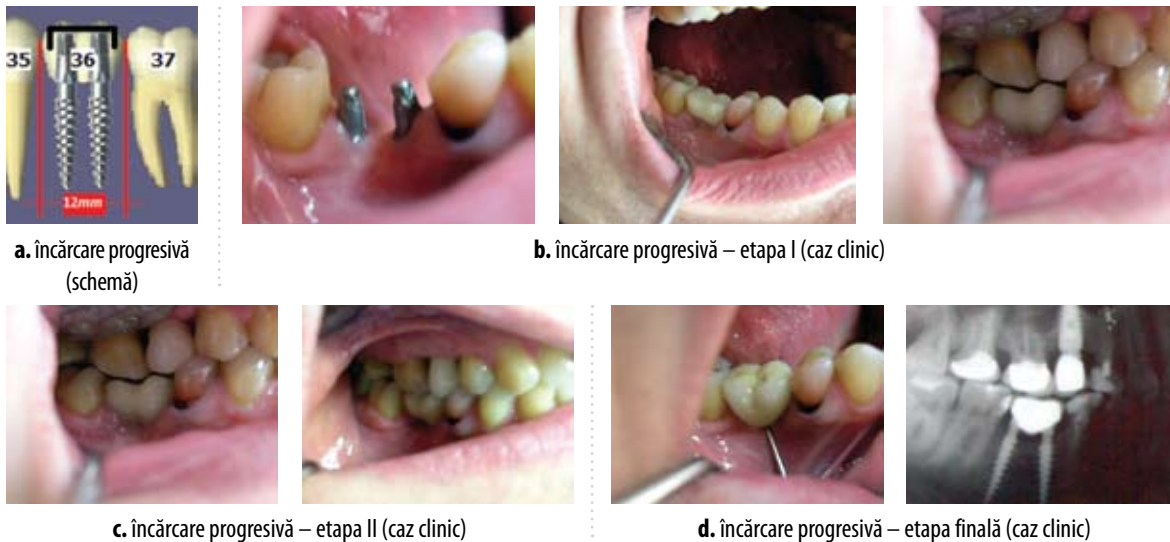 35 36 37
12mm
a. încărcare progresivă
(schemă)
b. încărcare progresivă – etapa I (caz clinic)
c. încărcare progresivă – etapa II (caz clinic)
d. încărcare progresivă – etapa finală (caz clinic)